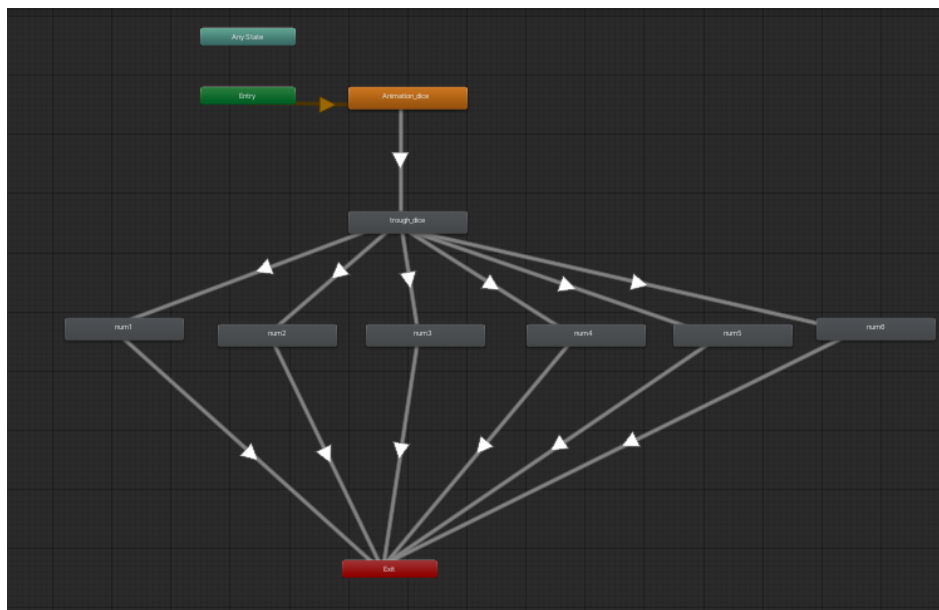 Any State
Entry
Animation_dice
trough_dice
num1
num2
num3
num4
num5
num6
Exit